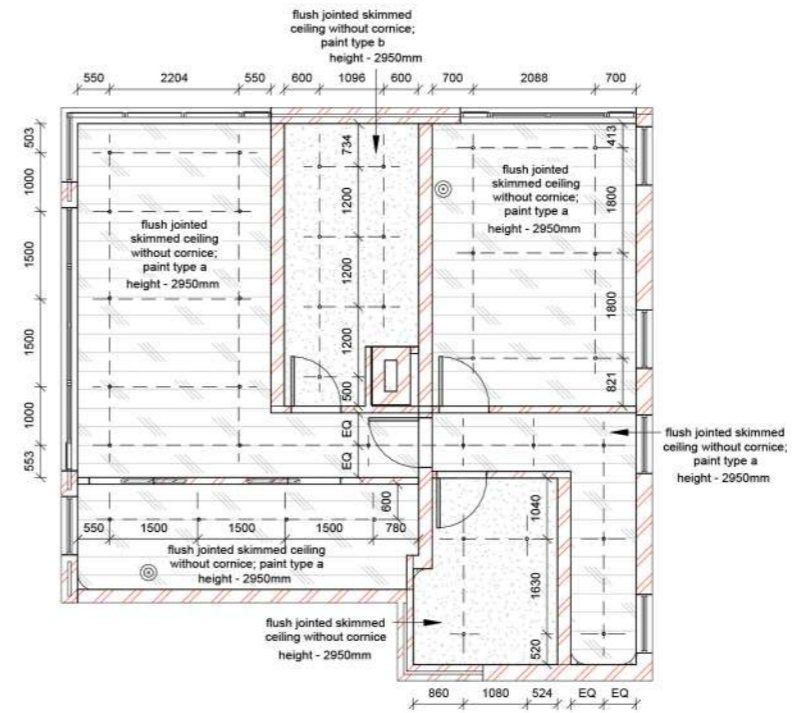 flush jointed skimmed
ceiling without cornice;
paint type b
height - 2950mm
550 2204 550 600 1096 600 700 2088 700
503
1000
1500
1500
1000
553
734
1200
1200
1200
500
EQ
EQ
413
1800
1800
821
flush jointed
skimmed ceiling
without cornice;
paint type a
height - 2950mm
flush jointed
skimmed ceiling
without cornice;
paint type a
height - 2950mm
flush jointed skimmed
ceiling without cornice;
paint type a
height - 2950mm
600
550 1500 1500 1500 780
flush jointed skimmed ceiling
without cornice; paint type a
height - 2950mm
1040
1630
520
flush jointed skimmed
ceiling without cornice
height - 2950mm
860 1080 524 EQ EQ